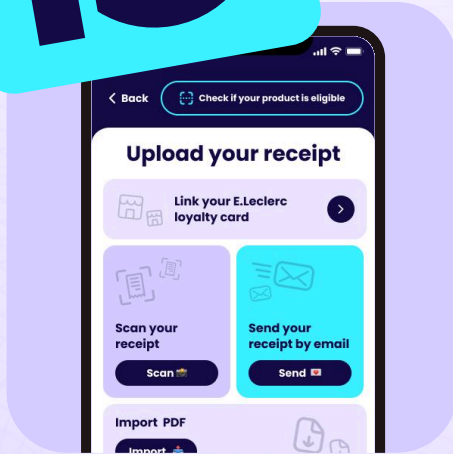 Back
Check if your product is eligible
Upload your receipt
Link your E.Leclerc
loyalty card
Scan your
receipt
Send your
receipt by email
Scan
Send
Import PDF
Import